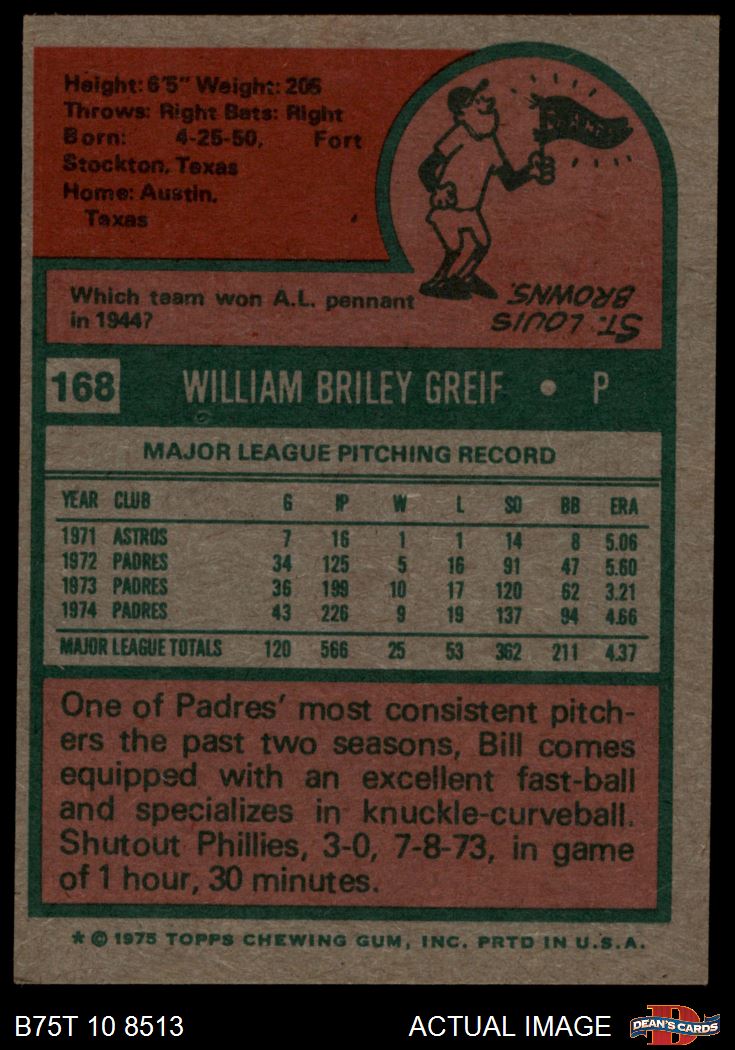 Height: 6'5" Weight: 206
Throws: Right Bats: Right
Born: 4-25-50, Fort
Stockton, Texas
Home: Austin,
Texas
Which team won A.L. pennant
in 1944?
ST. LOUIS
BROWNS.
168 WILLIAM BRILEY GREIF • P
MAJOR LEAGUE PITCHING RECORD
YEAR CLUB G IP W L SO BB ERA
1971 ASTROS 7 16 1 1 14 8 5.06
1972 PADRES 34 125 5 16 91 47 5.60
1973 PADRES 36 199 10 17 120 62 3.21
1974 PADRES 43 226 9 19 137 94 4.66
MAJOR LEAGUE TOTALS 120 566 25 53 362 211 4.37
One of Padres' most consistent pitch-
ers the past two seasons, Bill comes
equipped with an excellent fast-ball
and specializes in knuckle-curveball.
Shutout Phillies, 3-0, 7-8-73, in game
of 1 hour, 30 minutes.
* © 1975 TOPPS CHEWING GUM, INC. PRTD IN U.S.A.
B75T 10 8513 ACTUAL IMAGE
DEAN'S CARDS